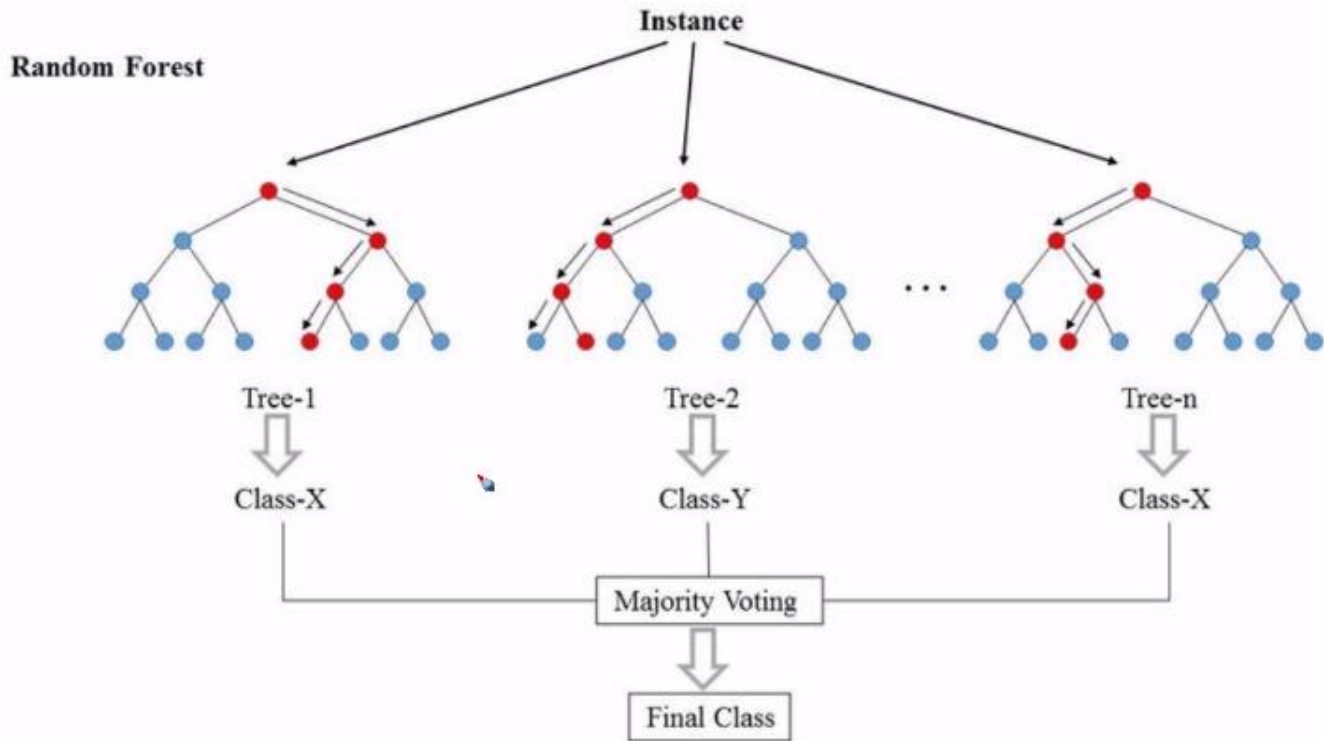 Instance
Random Forest
...
Tree-1
Tree-2
Tree-n
Class-X
Class-Y
Class-X
Majority Voting
Final Class